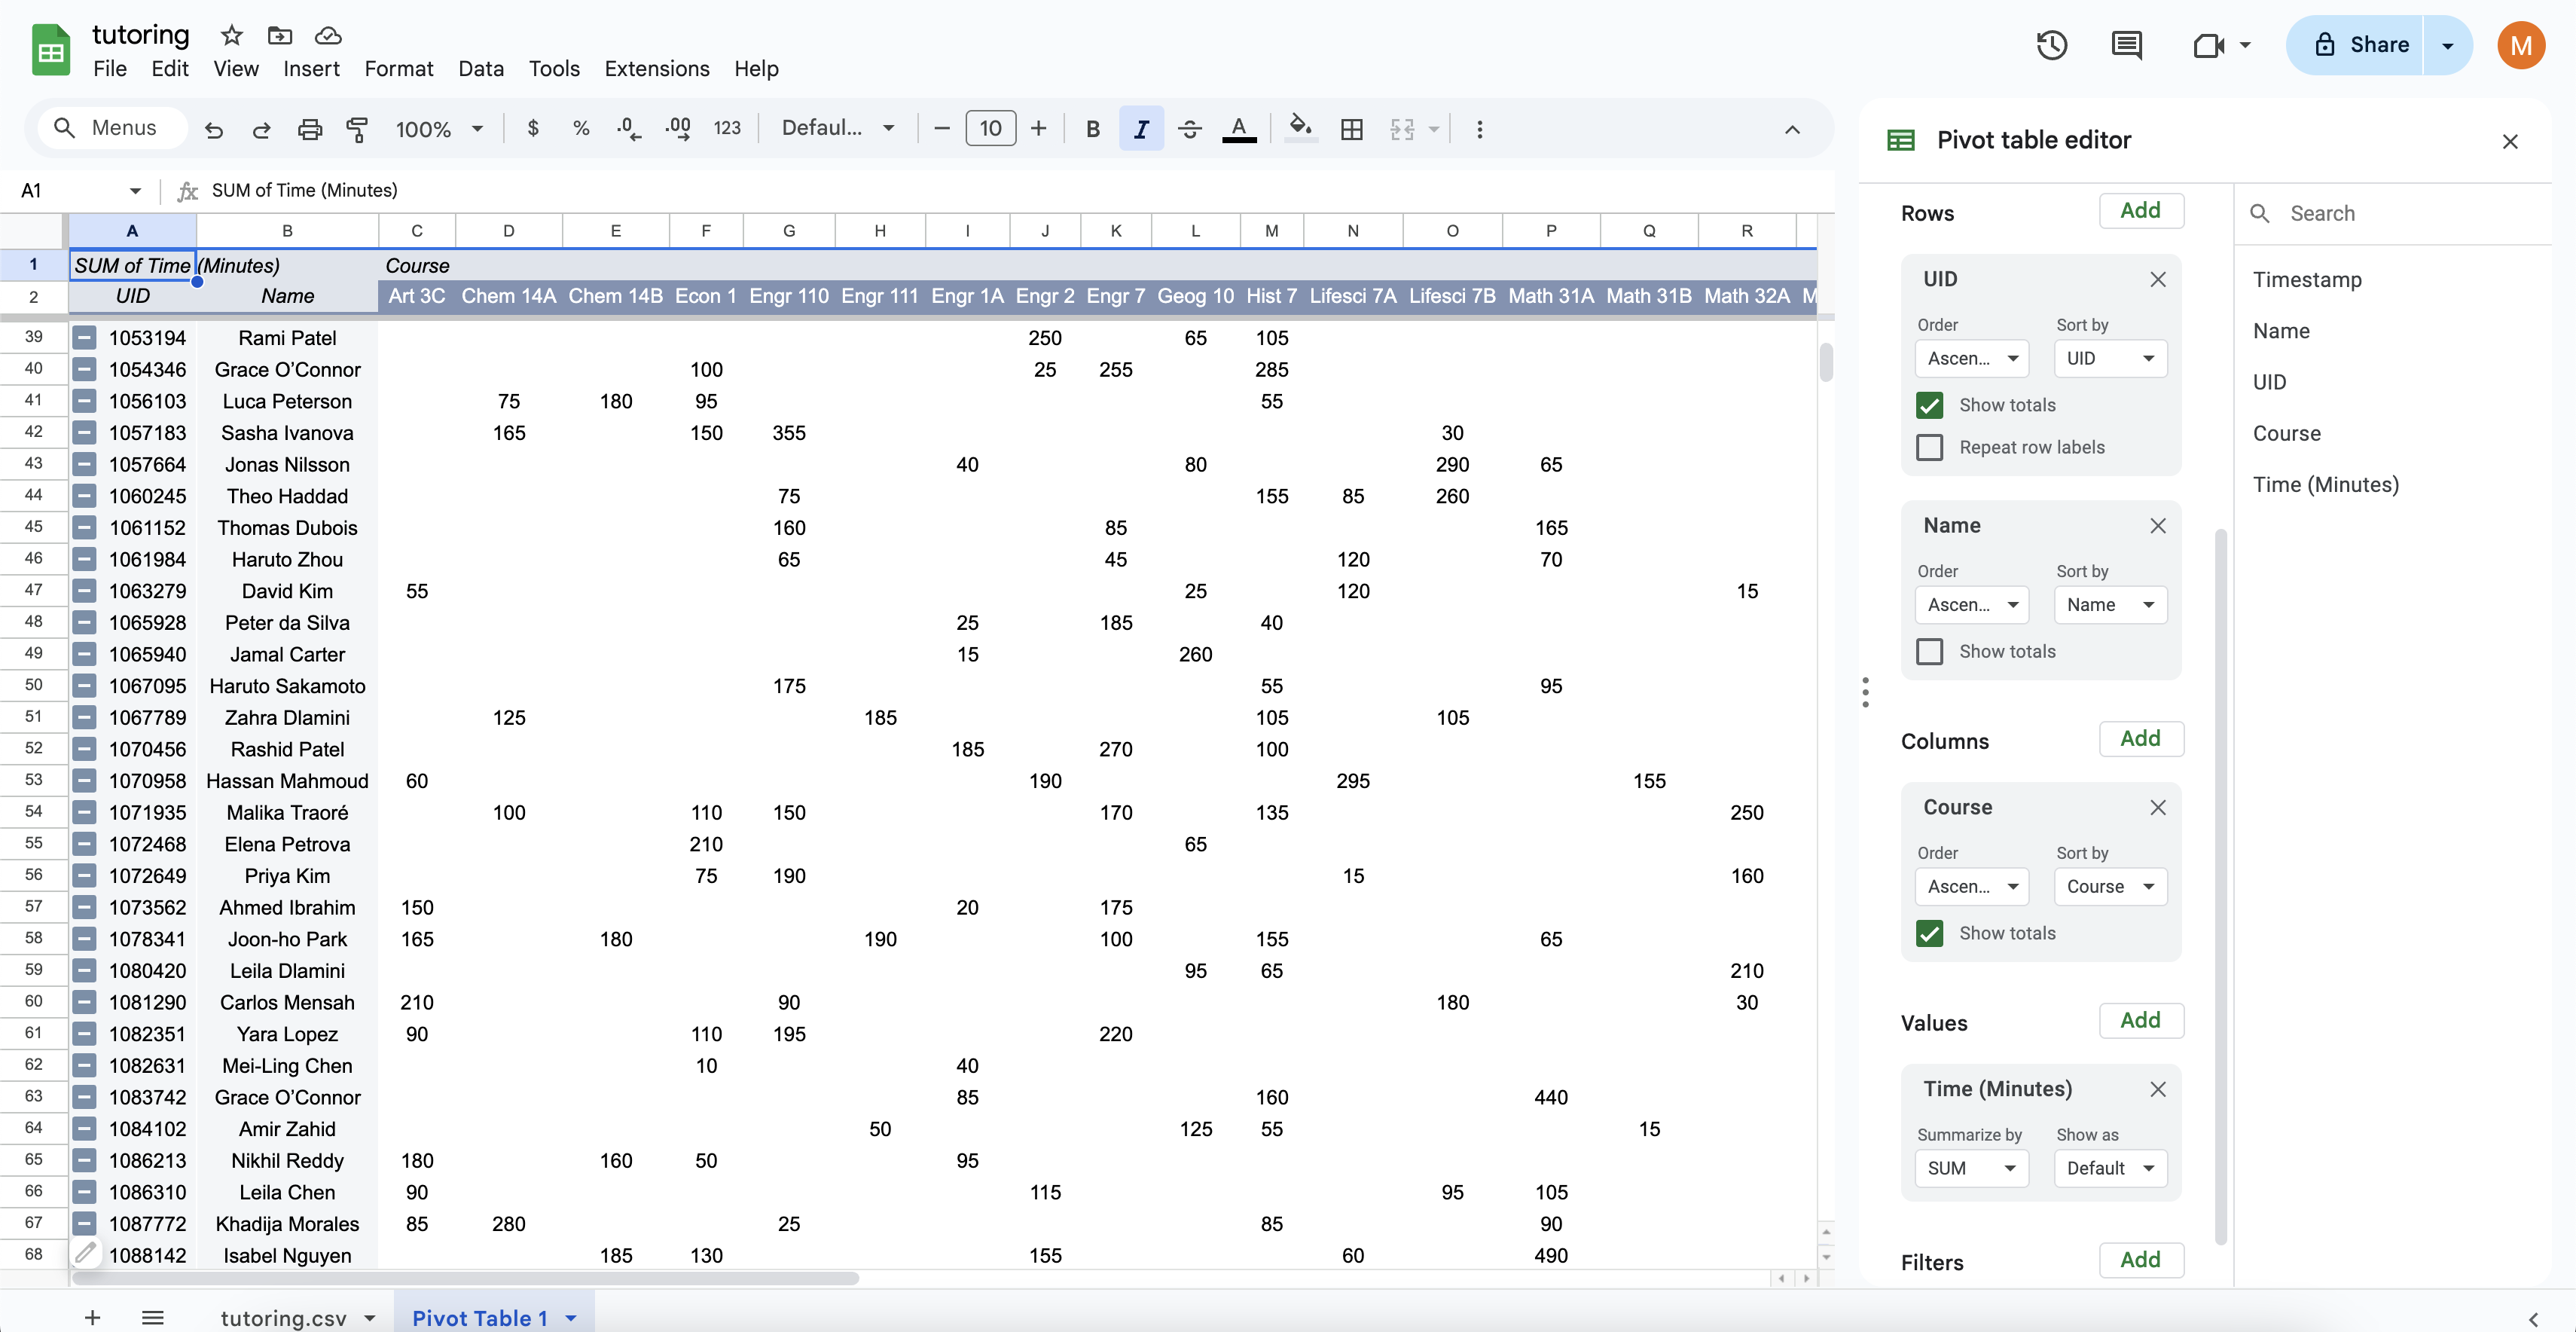 tutoring
File Edit View Insert Format Data Tools Extensions Help
Share
M
Menus 100% $ % .0 .00 123 Defaul... 10 B I A
A1 fx SUM of Time (Minutes)
A B C D E F G H I J K L M N O P Q R
1 SUM of Time (Minutes) Course
2 UID Name Art 3C Chem 14A Chem 14B Econ 1 Engr 110 Engr 111 Engr 1A Engr 2 Engr 7 Geog 10 Hist 7 Lifesci 7A Lifesci 7B Math 31A Math 31B Math 32A M
39 1053194 Rami Patel 250 65 105
40 1054346 Grace O’Connor 100 25 255 285
41 1056103 Luca Peterson 75 180 95 55
42 1057183 Sasha Ivanova 165 150 355 30
43 1057664 Jonas Nilsson 40 80 290 65
44 1060245 Theo Haddad 75 155 85 260
45 1061152 Thomas Dubois 160 85 165
46 1061984 Haruto Zhou 65 45 120 70
47 1063279 David Kim 55 25 120 15
48 1065928 Peter da Silva 25 185 40
49 1065940 Jamal Carter 15 260
50 1067095 Haruto Sakamoto 175 55 95
51 1067789 Zahra Dlamini 125 185 105 105
52 1070456 Rashid Patel 185 270 100
53 1070958 Hassan Mahmoud 60 190 295 155
54 1071935 Malika Traoré 100 110 150 170 135 250
55 1072468 Elena Petrova 210 65
56 1072649 Priya Kim 75 190 15 160
57 1073562 Ahmed Ibrahim 150 20 175
58 1078341 Joon-ho Park 165 180 190 100 155 65
59 1080420 Leila Dlamini 95 65 210
60 1081290 Carlos Mensah 210 90 180 30
61 1082351 Yara Lopez 90 110 195 220
62 1082631 Mei-Ling Chen 10 40
63 1083742 Grace O’Connor 85 160 440
64 1084102 Amir Zahid 50 125 55 15
65 1086213 Nikhil Reddy 180 160 50 95
66 1086310 Leila Chen 90 115 95 105
67 1087772 Khadija Morales 85 280 25 85 90
68 1088142 Isabel Nguyen 185 130 155 60 490
tutoring.csv Pivot Table 1
Pivot table editor
Rows Add
UID
Order Sort by
Ascen... UID
Show totals
Repeat row labels
Name
Order Sort by
Ascen... Name
Show totals
Columns Add
Course
Order Sort by
Ascen... Course
Show totals
Values Add
Time (Minutes)
Summarize by Show as
SUM Default
Filters Add
Search
Timestamp
Name
UID
Course
Time (Minutes)